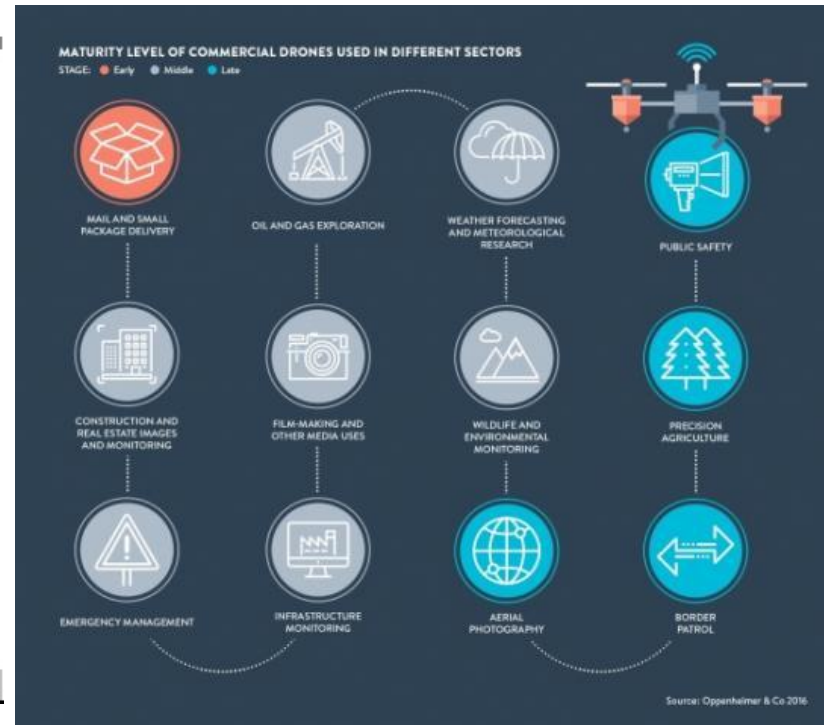 MATURITY LEVEL OF COMMERCIAL DRONES USED IN DIFFERENT SECTORS
STAGE: Early Middle Late
MAIL AND SMALL
PACKAGE DELIVERY
OIL AND GAS EXPLORATION
WEATHER FORECASTING
AND METEOROLOGICAL
RESEARCH
PUBLIC SAFETY
CONSTRUCTION AND
REAL ESTATE IMAGES
AND MONITORING
FILM-MAKING AND
OTHER MEDIA USES
WILDLIFE AND
ENVIRONMENTAL
MONITORING
PRECISION
AGRICULTURE
EMERGENCY MANAGEMENT
INFRASTRUCTURE
MONITORING
AERIAL
PHOTOGRAPHY
BORDER
PATROL
Source: Oppenheimer & Co 2016